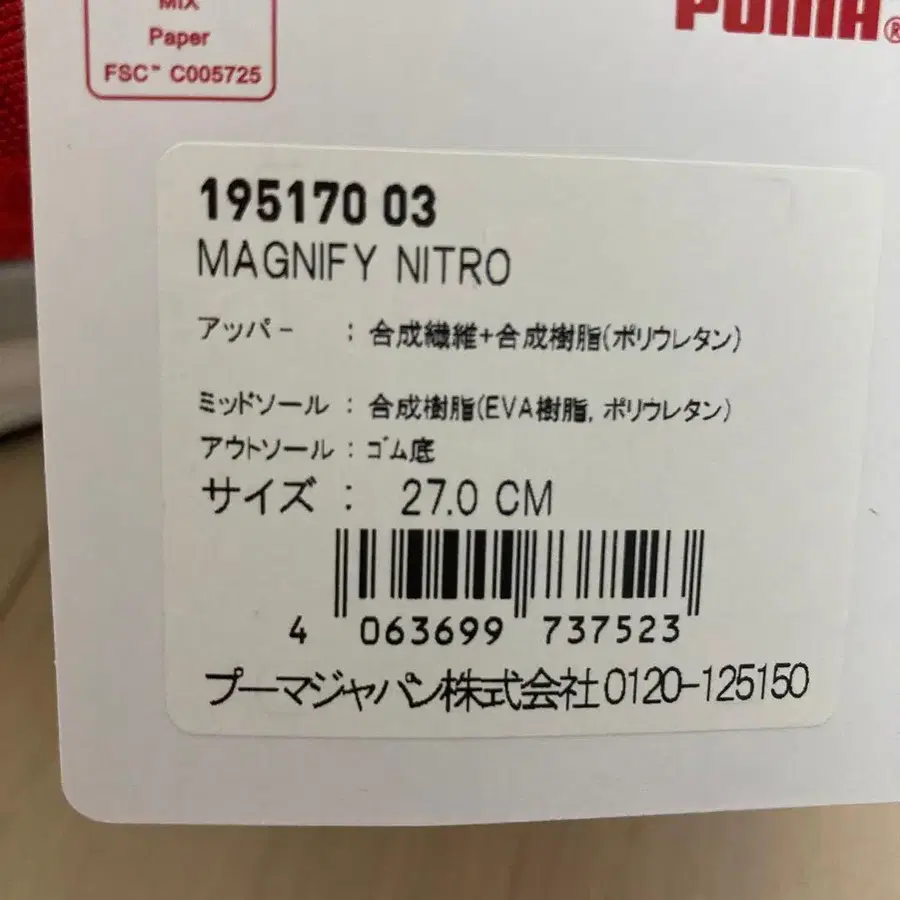 MIX
Paper
FSC™ C005725
PUMA®
195170 03
MAGNIFY NITRO
アッパー : 合成繊維+合成樹脂(ポリウレタン)
ミッドソール : 合成樹脂(EVA樹脂, ポリウレタン)
アウトソール : ゴム底
サイズ : 27.0 CM
4 063699 737523
プーマジャパン株式会社0120-125150